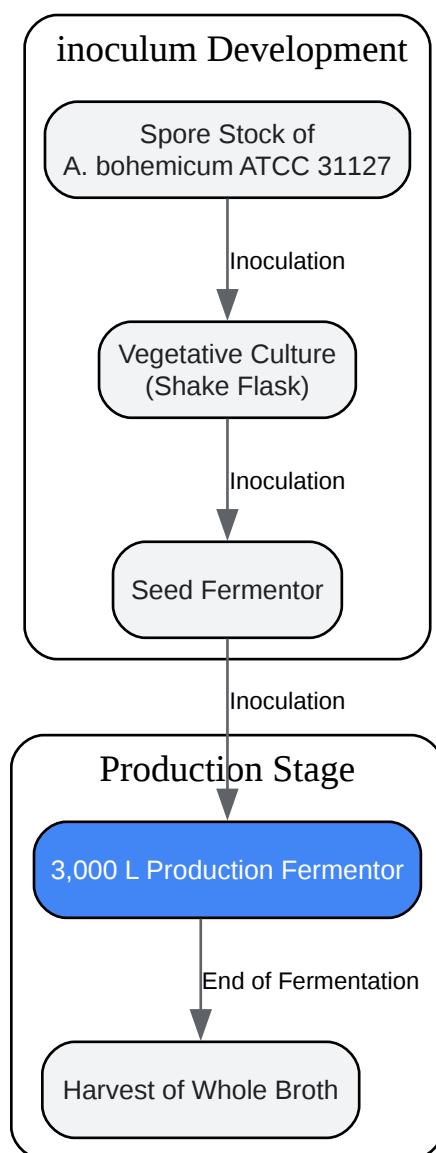 inoculum Development
Spore Stock of
A. bohemicum ATCC 31127
Inoculation
Vegetative Culture
(Shake Flask)
Inoculation
Seed Fermentor
Inoculation
Production Stage
3,000 L Production Fermentor
End of Fermentation
Harvest of Whole Broth